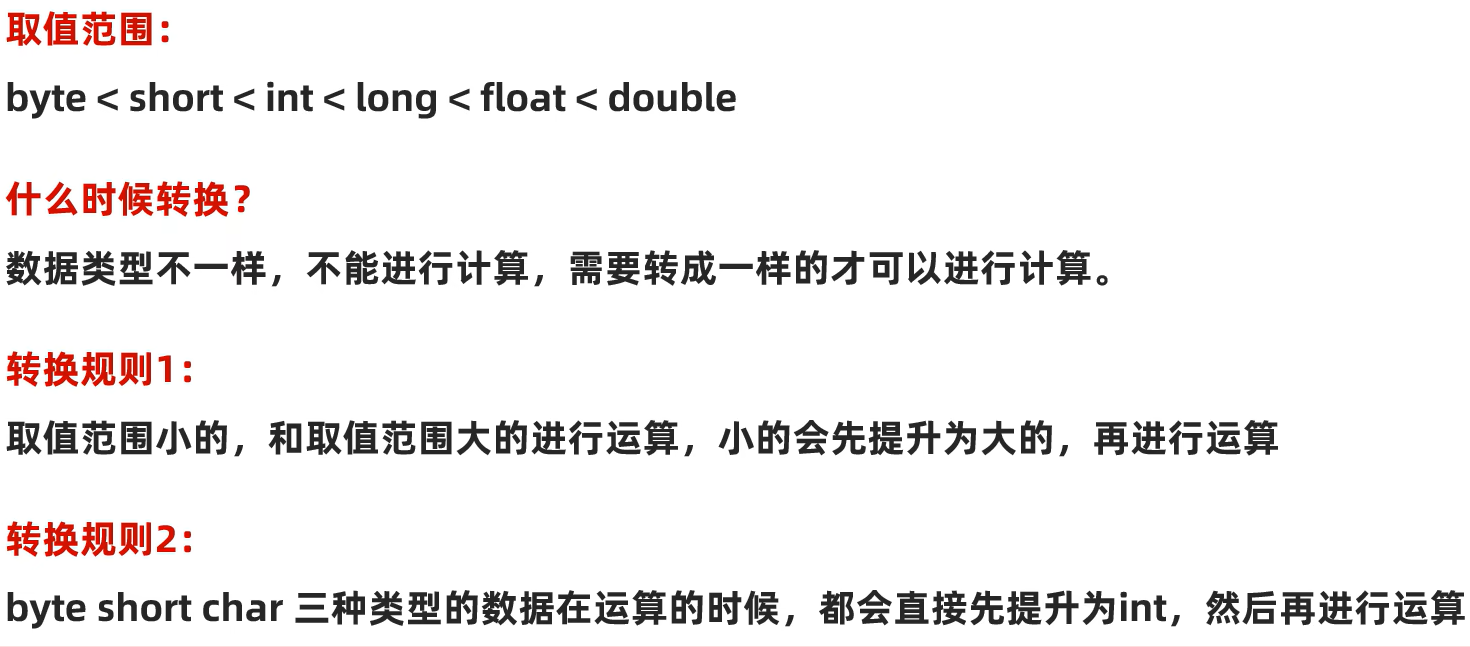 取值范围：
byte < short < int < long < float < double
什么时候转换？
数据类型不一样，不能进行计算，需要转成一样的才可以进行计算。
转换规则1：
取值范围小的，和取值范围大的进行运算，小的会先提升为大的，再进行运算
转换规则2：
byte short char 三种类型的数据在运算的时候，都会直接先提升为int，然后再进行运算